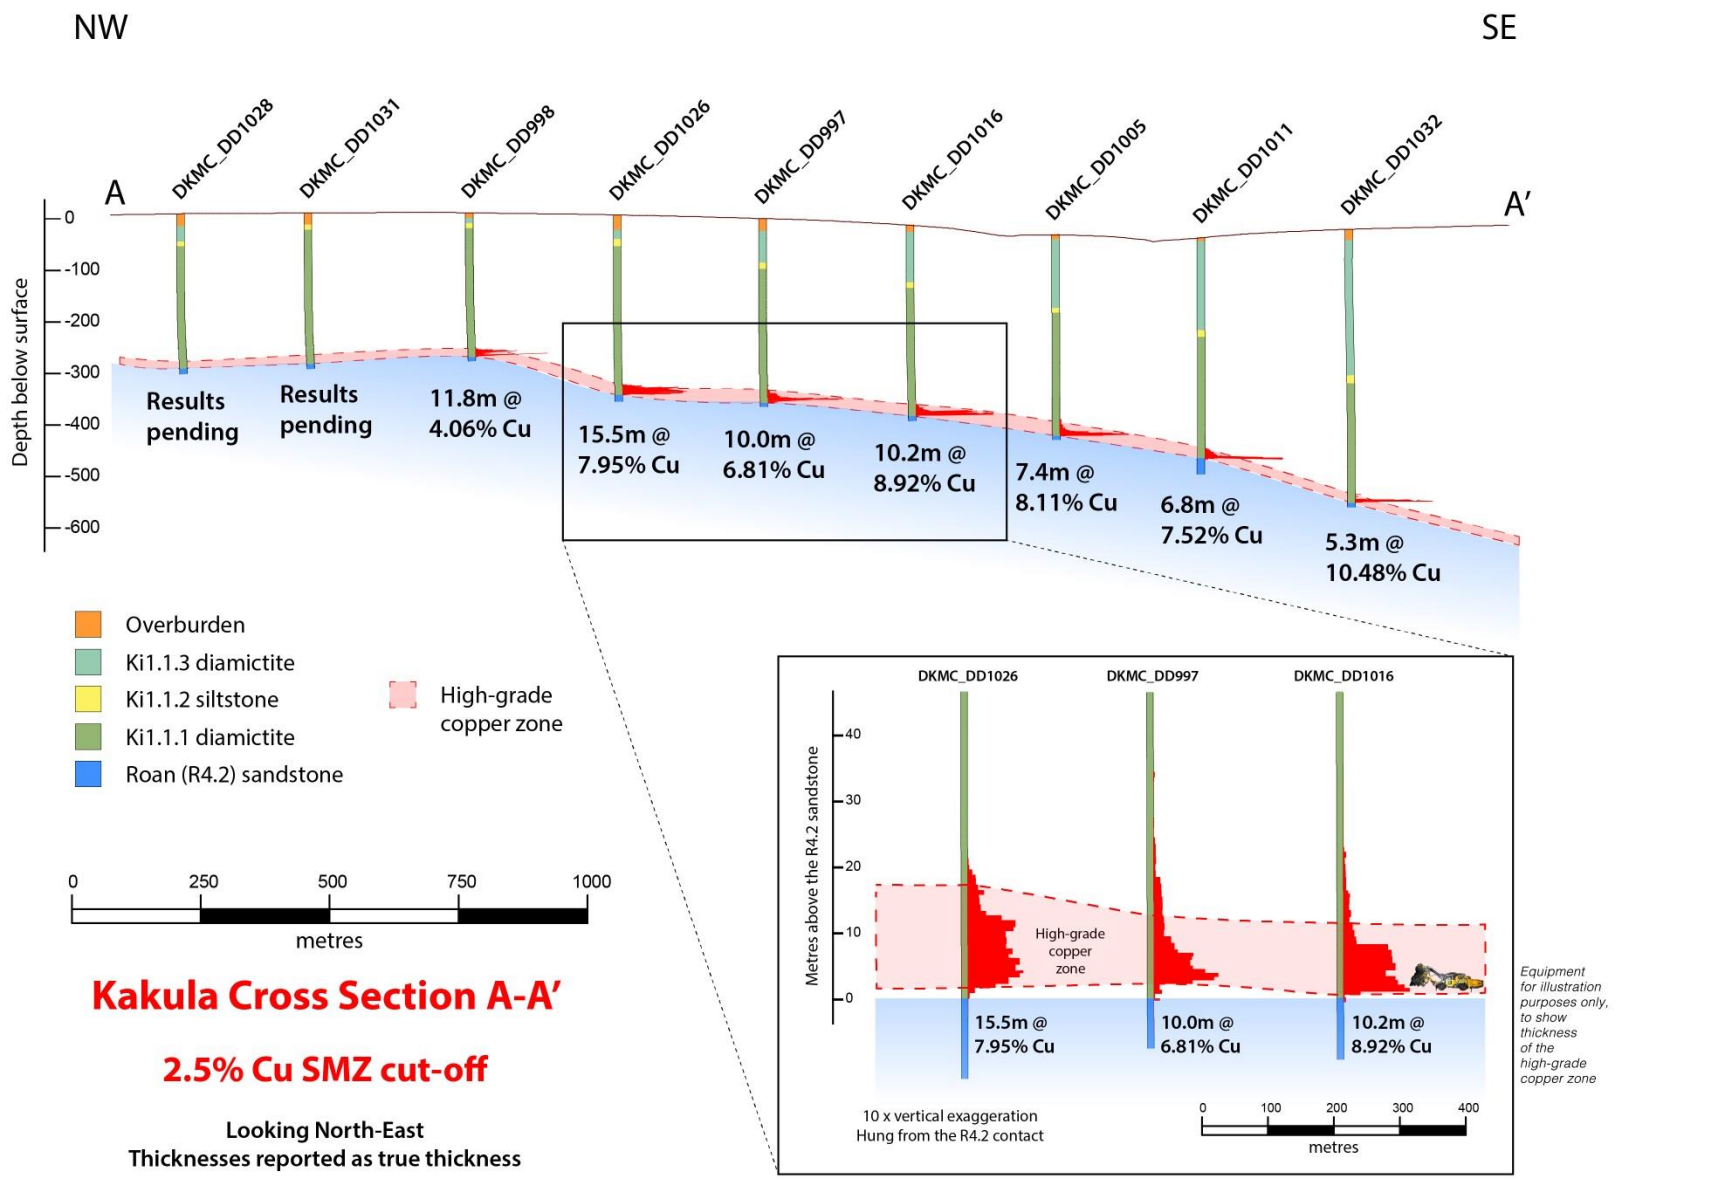 NW
SE
DKMC_DD1028
DKMC_DD1031
DKMC_DD998
DKMC_DD1026
DKMC_DD997
DKMC_DD1016
DKMC_DD1005
DKMC_DD1011
DKMC_DD1032
A
A’
Depth below surface
0
-100
-200
-300
-400
-500
-600
Results
pending
Results
pending
11.8m @
4.06% Cu
15.5m @
7.95% Cu
10.0m @
6.81% Cu
10.2m @
8.92% Cu
7.4m @
8.11% Cu
6.8m @
7.52% Cu
5.3m @
10.48% Cu
Overburden
Ki1.1.3 diamictite
Ki1.1.2 siltstone
Ki1.1.1 diamictite
Roan (R4.2) sandstone
High-grade
copper zone
0 250 500 750 1000
metres
Kakula Cross Section A-A’
2.5% Cu SMZ cut-off
Looking North-East
Thicknesses reported as true thickness
DKMC_DD1026
DKMC_DD997
DKMC_DD1016
Metres above the R4.2 sandstone
40
30
20
10
0
High-grade
copper
zone
15.5m @
7.95% Cu
10.0m @
6.81% Cu
10.2m @
8.92% Cu
10 x vertical exaggeration
Hung from the R4.2 contact
0 100 200 300 400
metres
Equipment
for illustration
purposes only,
to show
thickness
of the
high-grade
copper zone